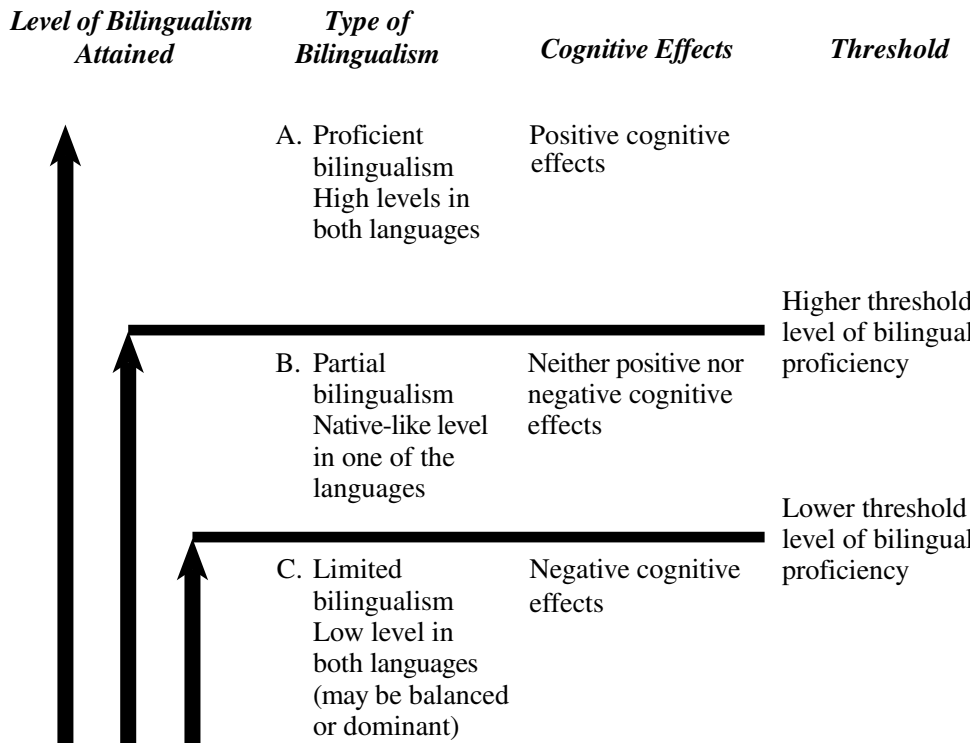 Level of Bilingualism
Attained
Type of
Bilingualism
Cognitive Effects
Threshold
A. Proficient
bilingualism
High levels in
both languages
Positive cognitive
effects
Higher threshold
level of bilingual
proficiency
B. Partial
bilingualism
Native-like level
in one of the
languages
Neither positive nor
negative cognitive
effects
Lower threshold
level of bilingual
proficiency
C. Limited
bilingualism
Low level in
both languages
(may be balanced
or dominant)
Negative cognitive
effects